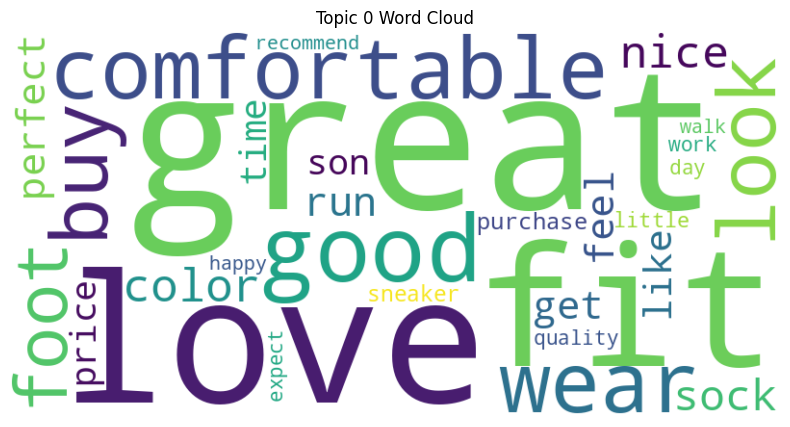 Topic 0 Word Cloud
recommend
comfortable
nice
perfect
buy
great
time
look
walk
work
day
son
run
feel
purchase
little
good
foot
happy
color
like
fit
love
price
sneaker
get
quality
expect
wear
sock